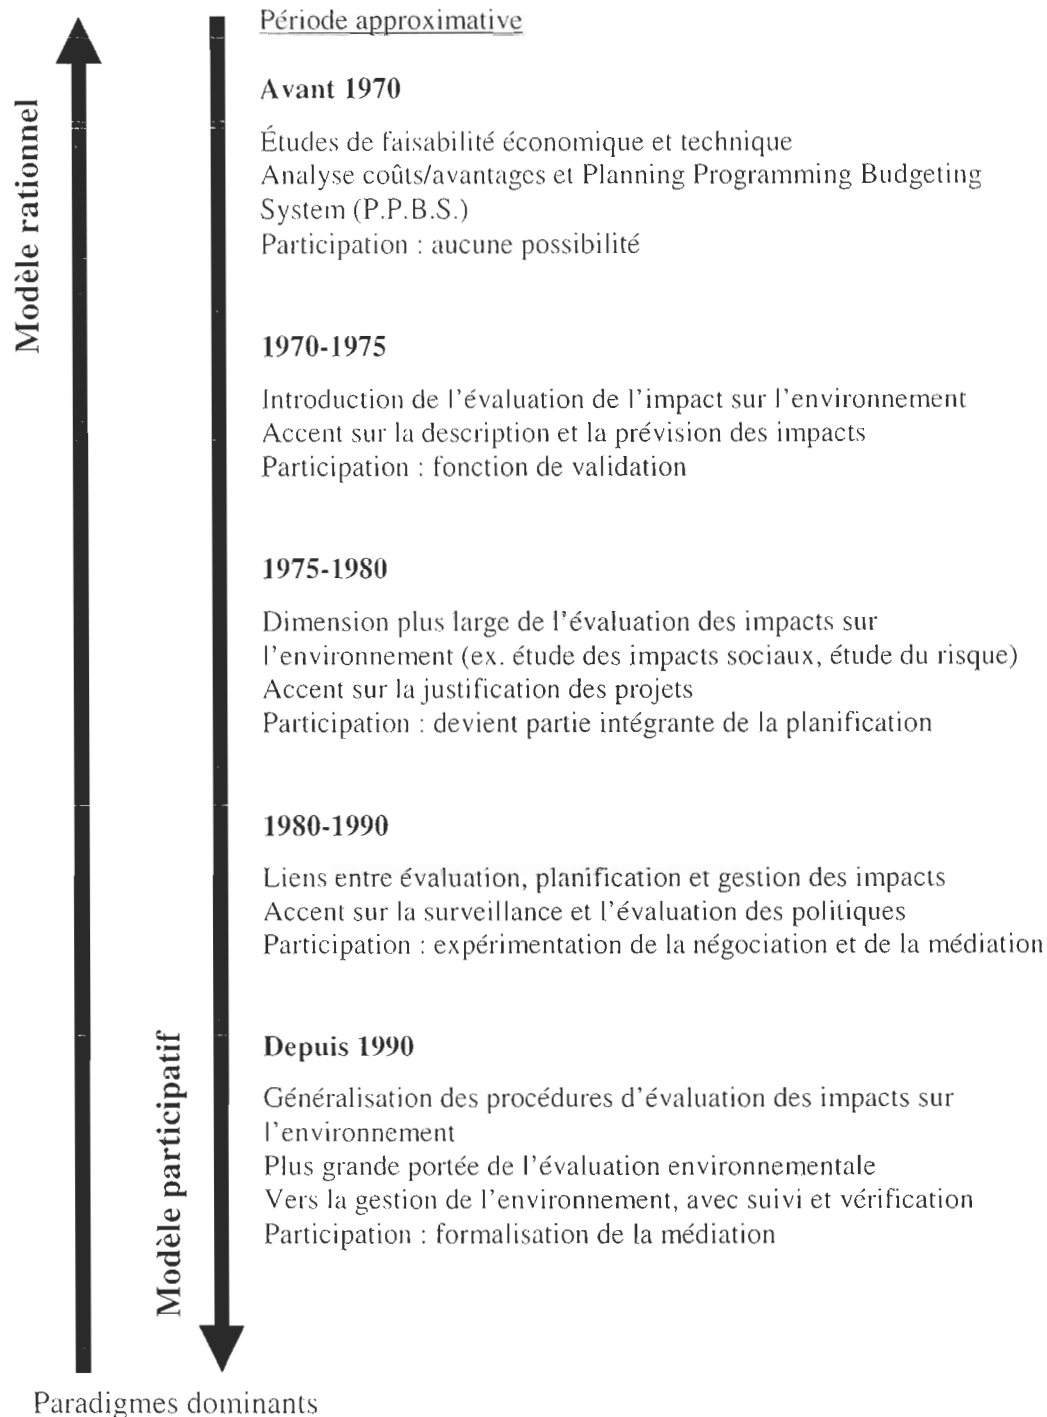 Période approximative
Avant 1970
Études de faisabilité économique et technique
Analyse coûts/avantages et Planning Programming Budgeting
System (P.P.B.S.)
Participation : aucune possibilité
Modèle rationnel
1970-1975
Introduction de l'évaluation de l'impact sur l'environnement
Accent sur la description et la prévision des impacts
Participation : fonction de validation
1975-1980
Dimension plus large de l'évaluation des impacts sur
l'environnement (ex. étude des impacts sociaux, étude du risque)
Accent sur la justification des projets
Participation : devient partie intégrante de la planification
1980-1990
Liens entre évaluation, planification et gestion des impacts
Accent sur la surveillance et l'évaluation des politiques
Participation : expérimentation de la négociation et de la médiation
Depuis 1990
Généralisation des procédures d'évaluation des impacts sur
l'environnement
Plus grande portée de l'évaluation environnementale
Vers la gestion de l'environnement, avec suivi et vérification
Participation : formalisation de la médiation
Modèle participatif
Paradigmes dominants